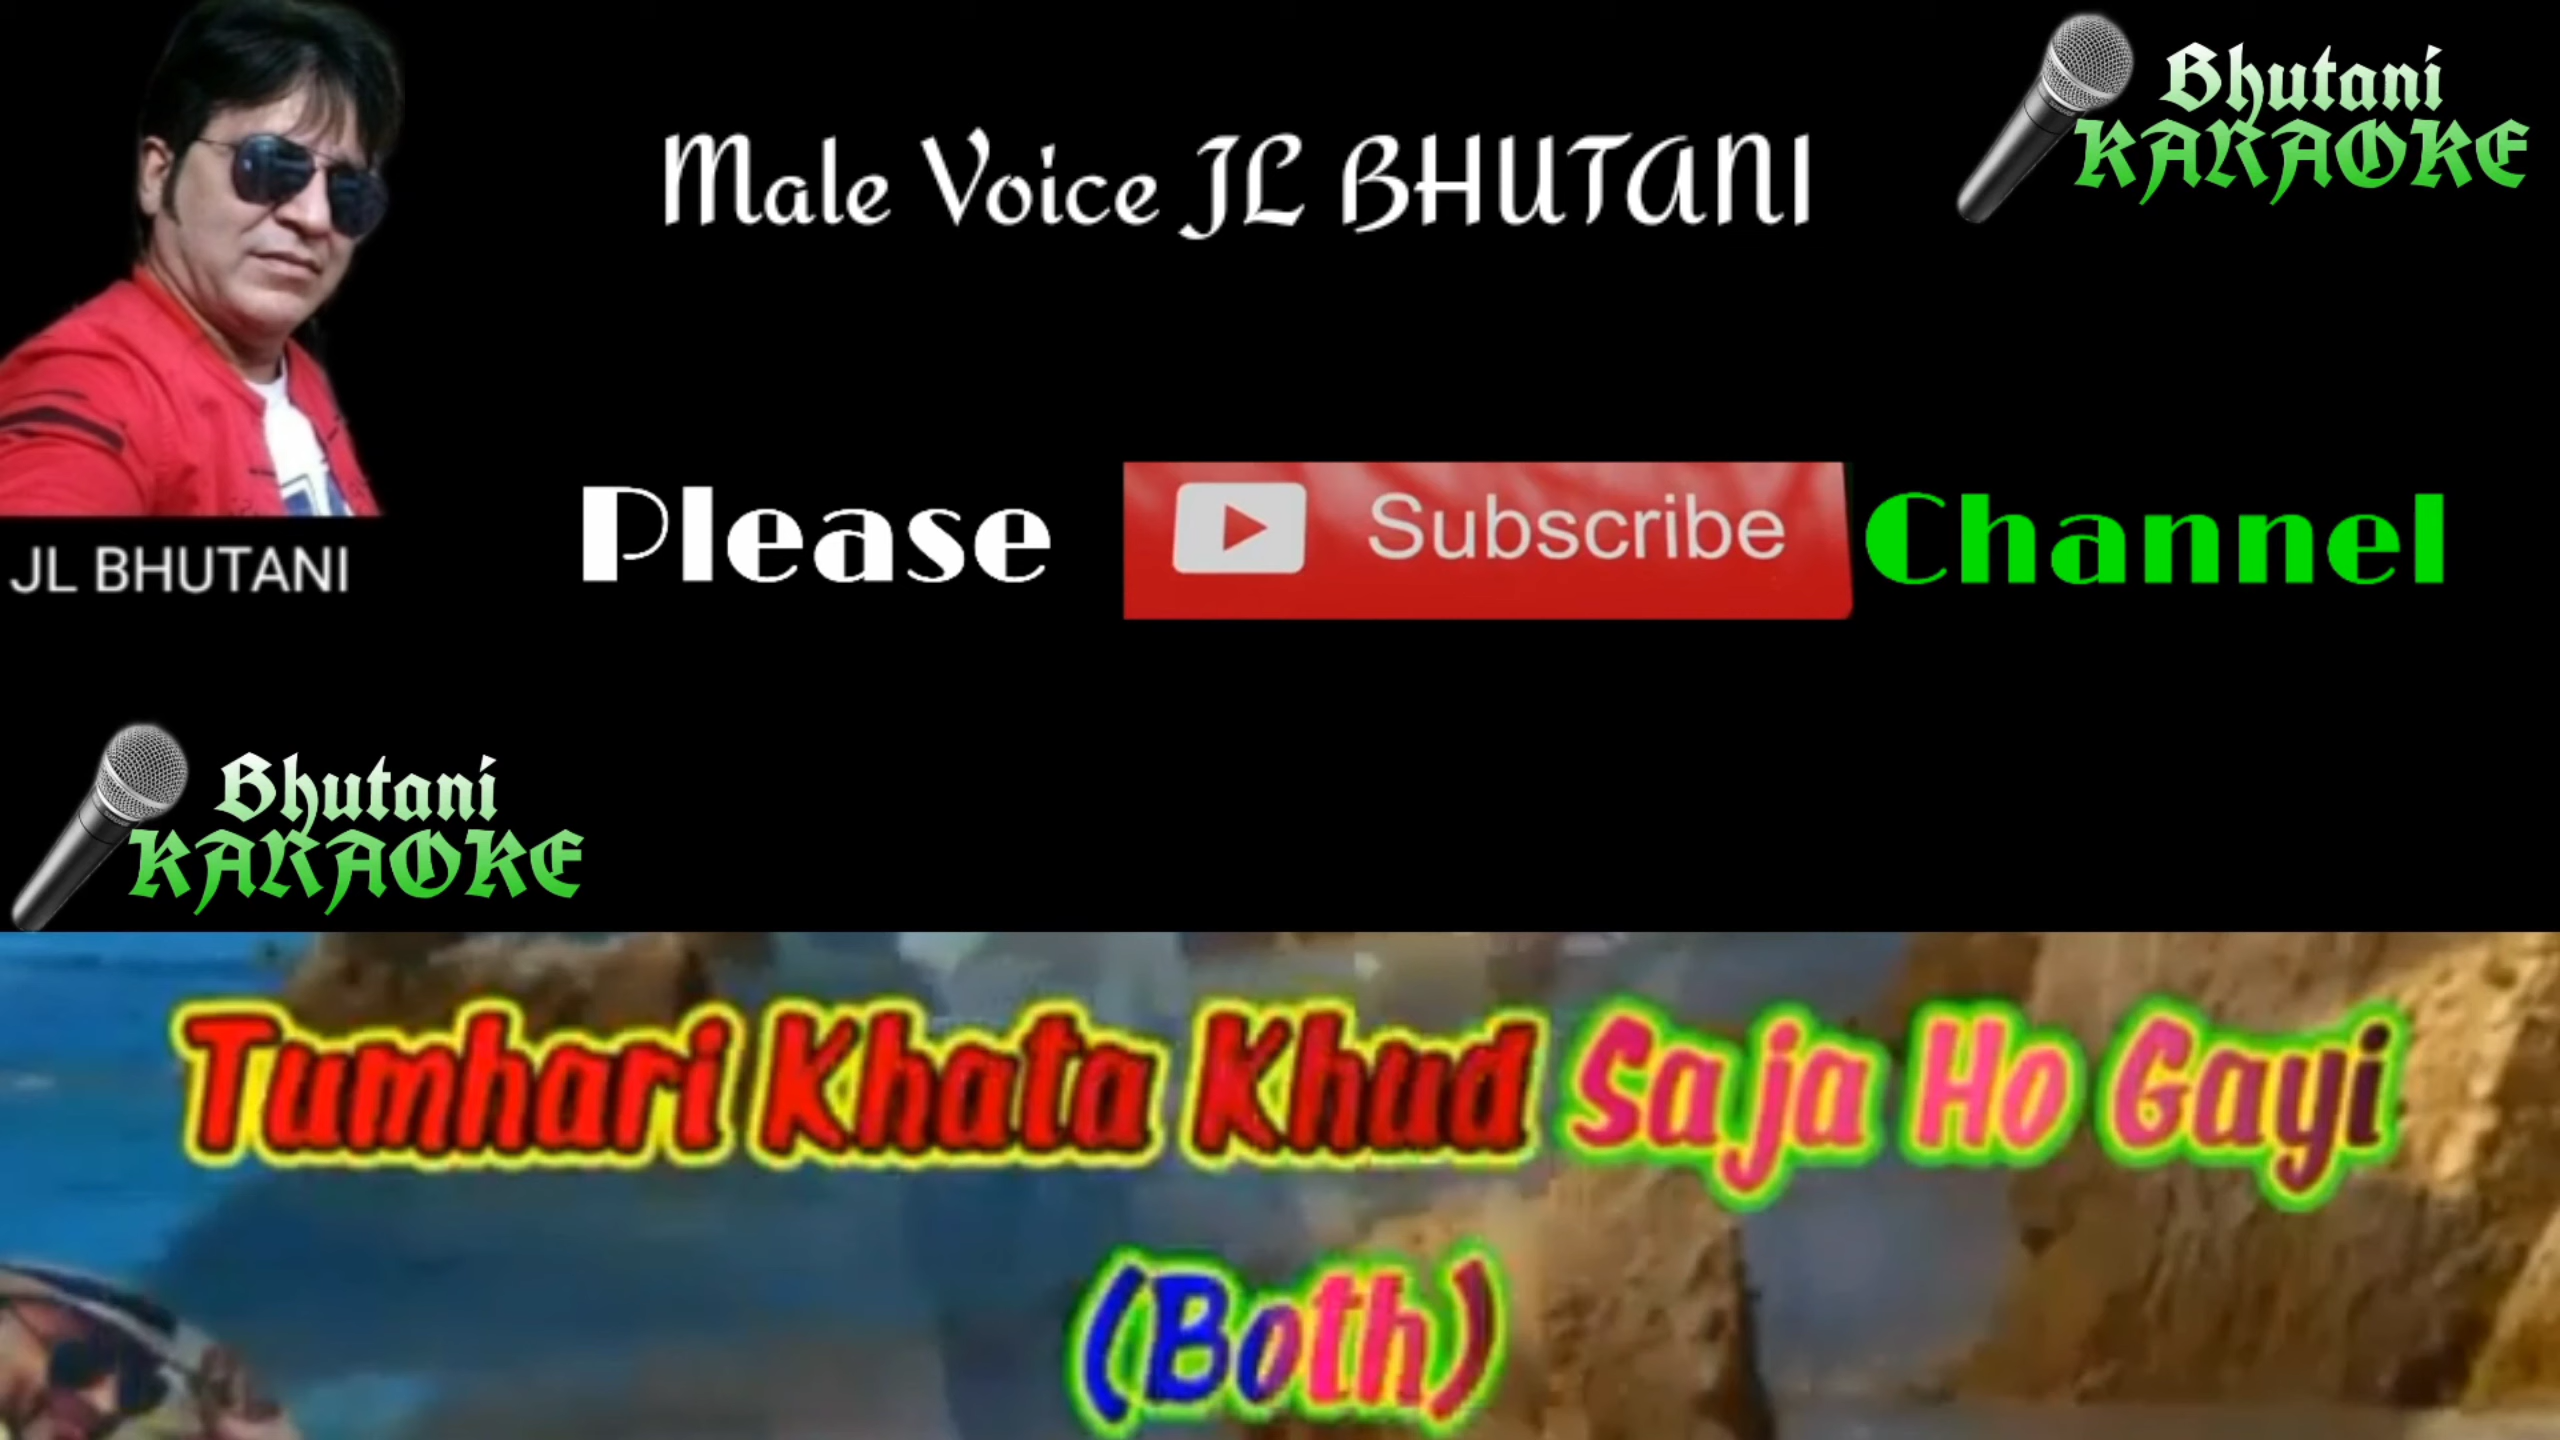 Bhutani
KARAOKE
Male Voice JL BHUTANI
Please Subscribe Channel
JL BHUTANI
Bhutani
KARAOKE
Tumhari Khata Khud Saja Ho Gayi
(Both)